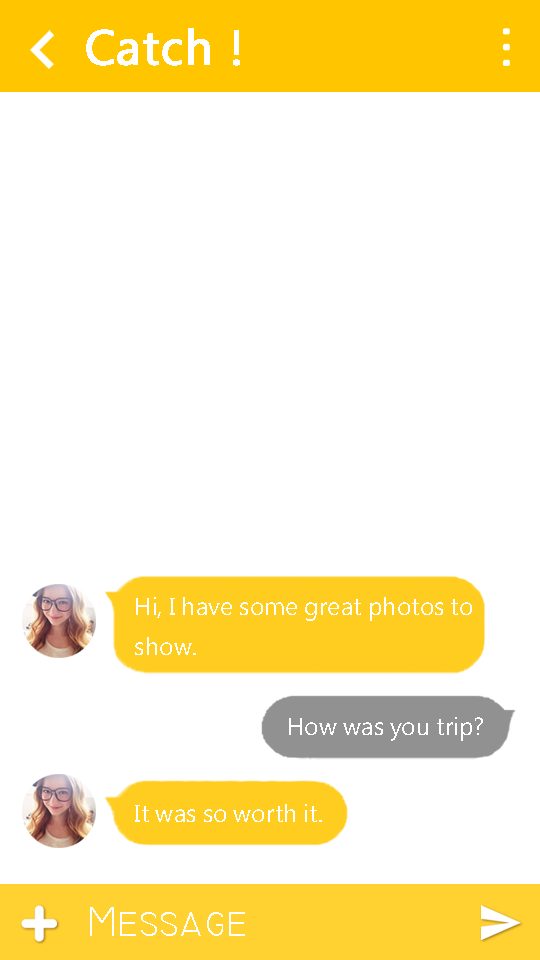 Catch !
Hi, I have some great photos to
show.
How was you trip?
It was so worth it.
MESSAGE